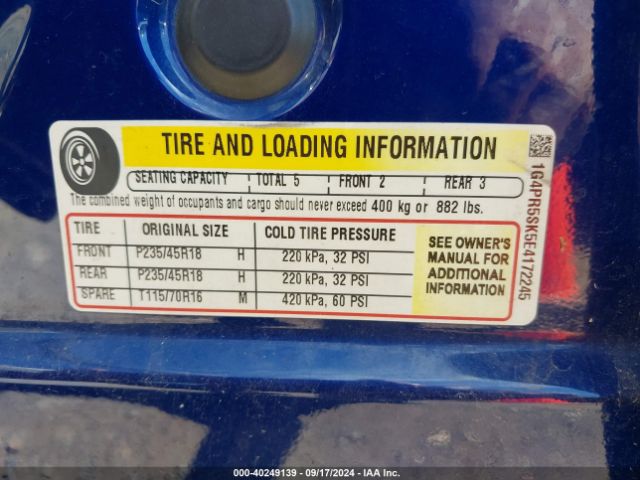 TIRE AND LOADING INFORMATION
SEATING CAPACITY TOTAL 5 FRONT 2 REAR 3
The combined weight of occupants and cargo should never exceed 400 kg or 882 lbs.
TIRE ORIGINAL SIZE COLD TIRE PRESSURE
FRONT P235/45R18 H 220 kPa, 32 PSI
REAR P235/45R18 H 220 kPa, 32 PSI
SPARE T115/70R16 M 420 kPa, 60 PSI
SEE OWNER'S
MANUAL FOR
ADDITIONAL
INFORMATION
1G4PR5SK5E4172245
000-40249139 - 09/17/2024 - IAA Inc.